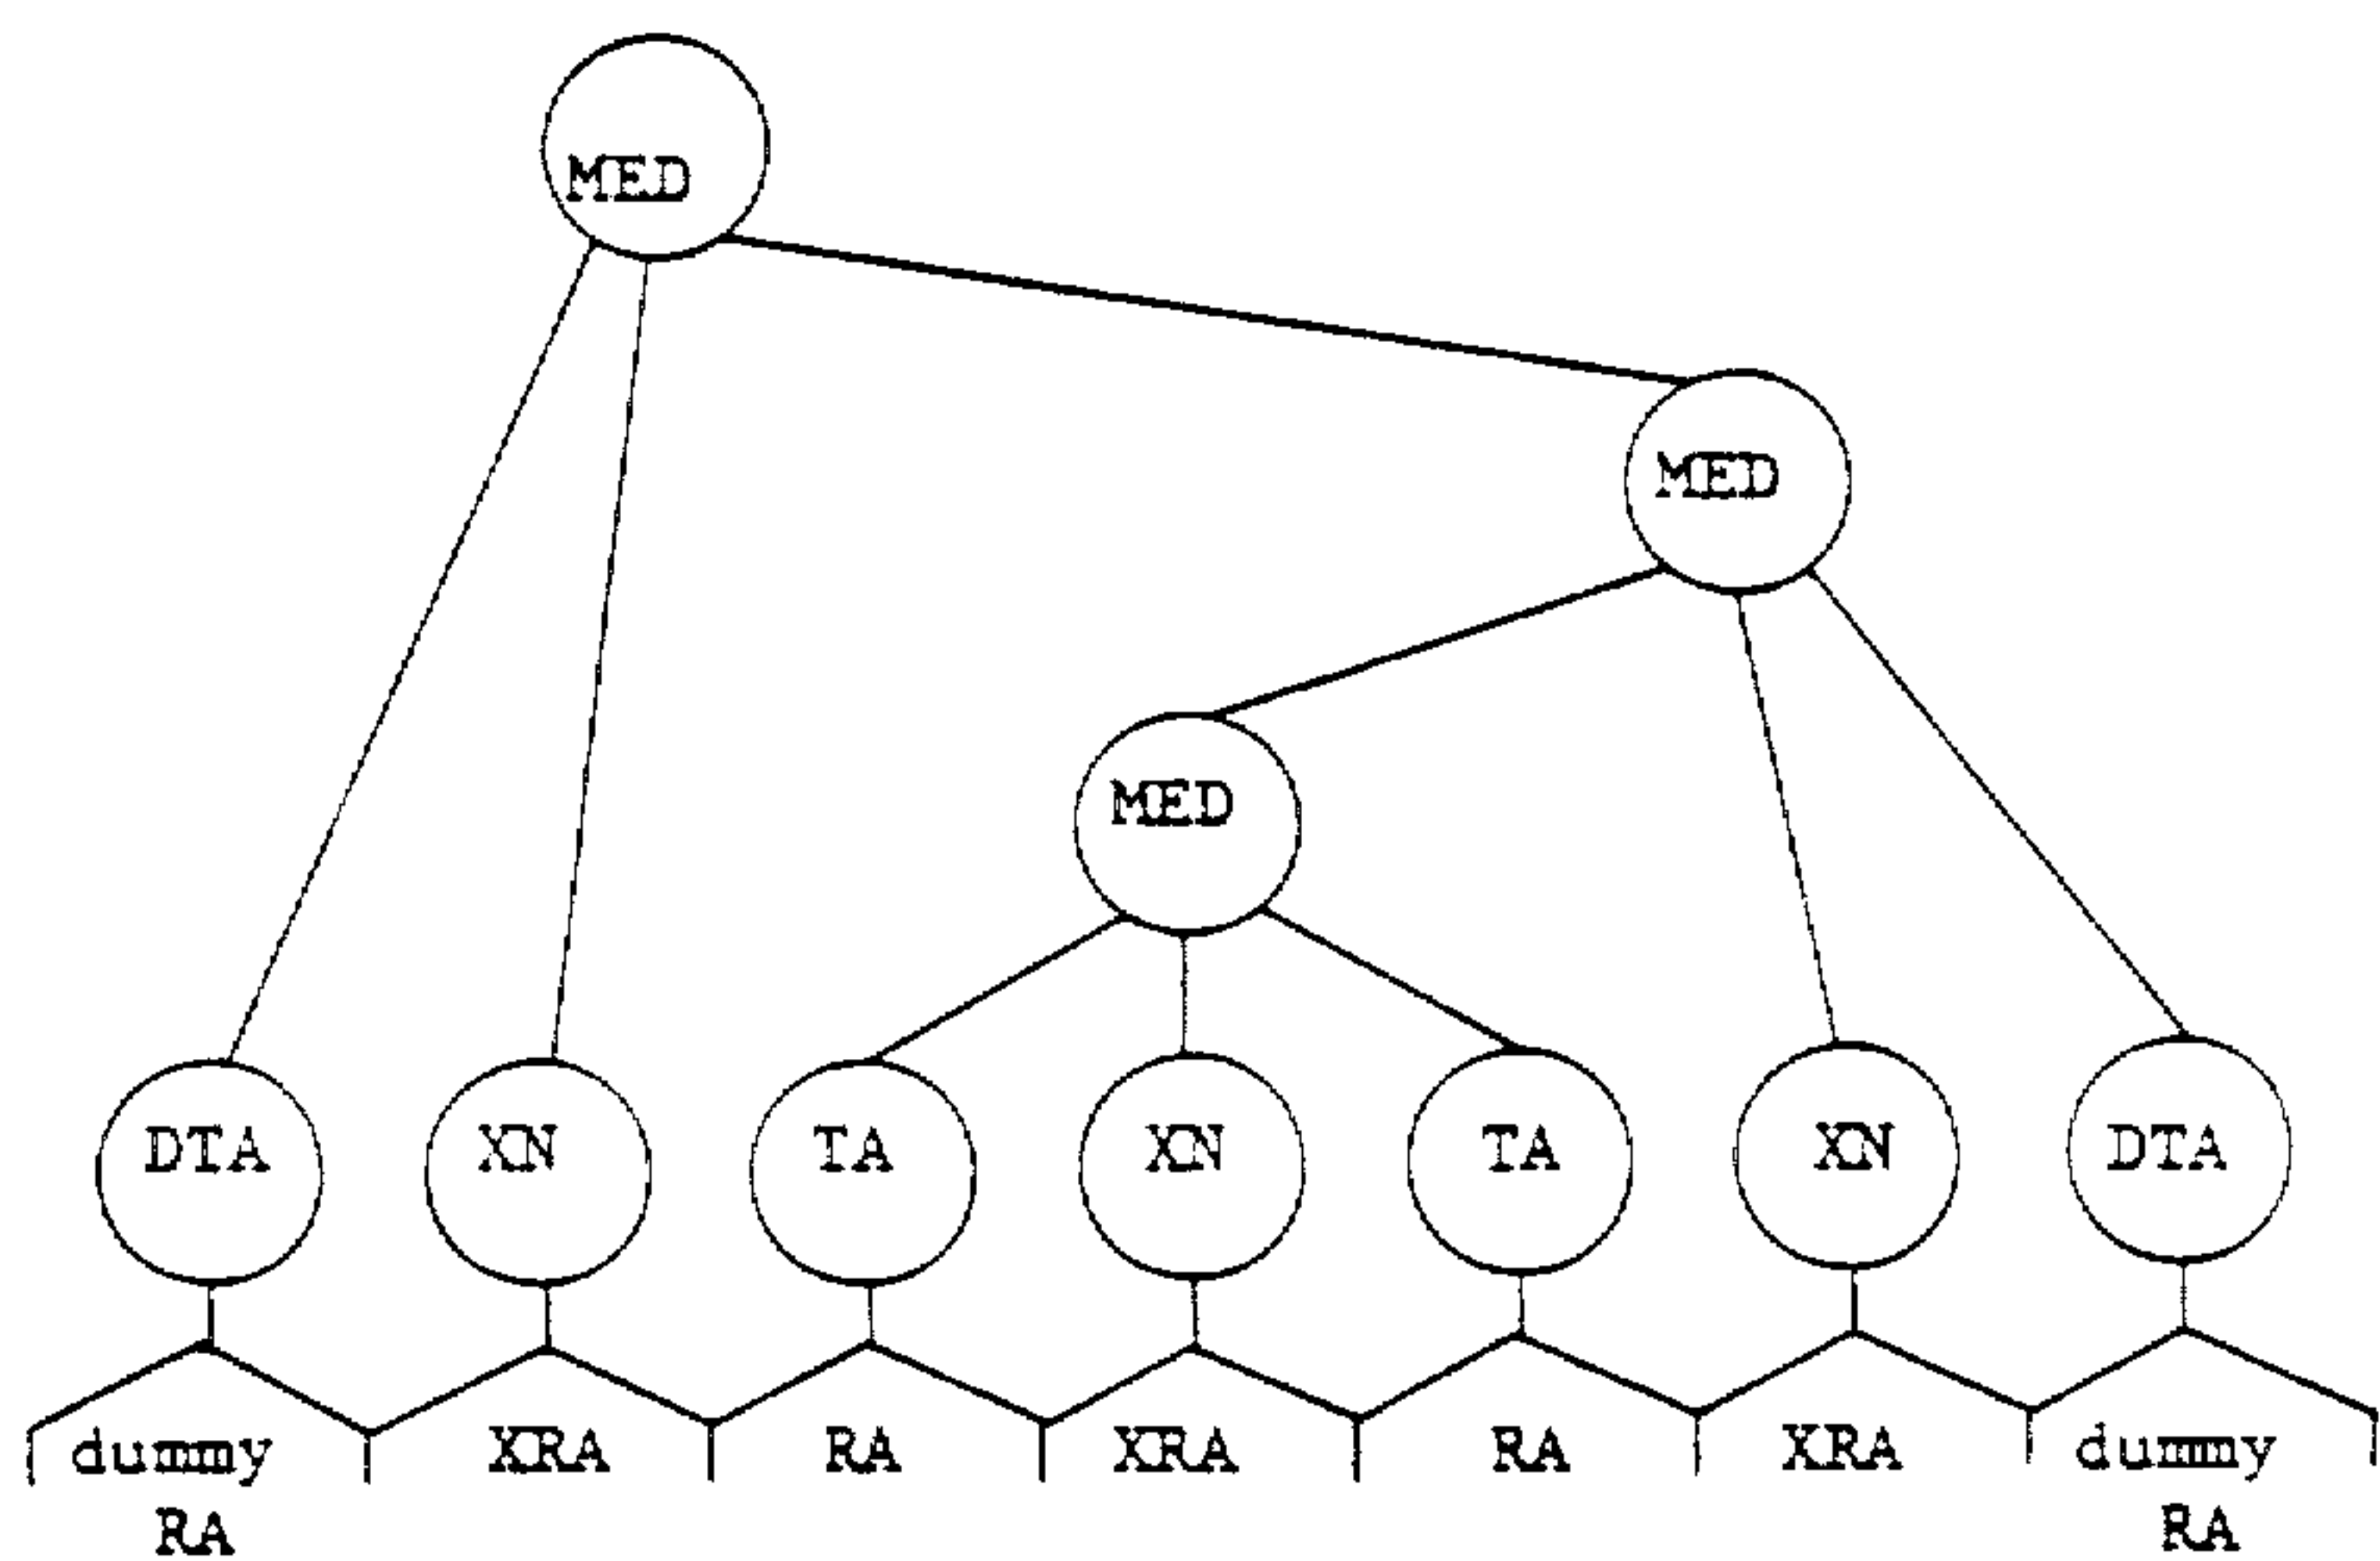 MED
MED
MED
DTA XN TA XN TA XN DTA
dummy XRA RA XRA RA XRA dummy
RA RA